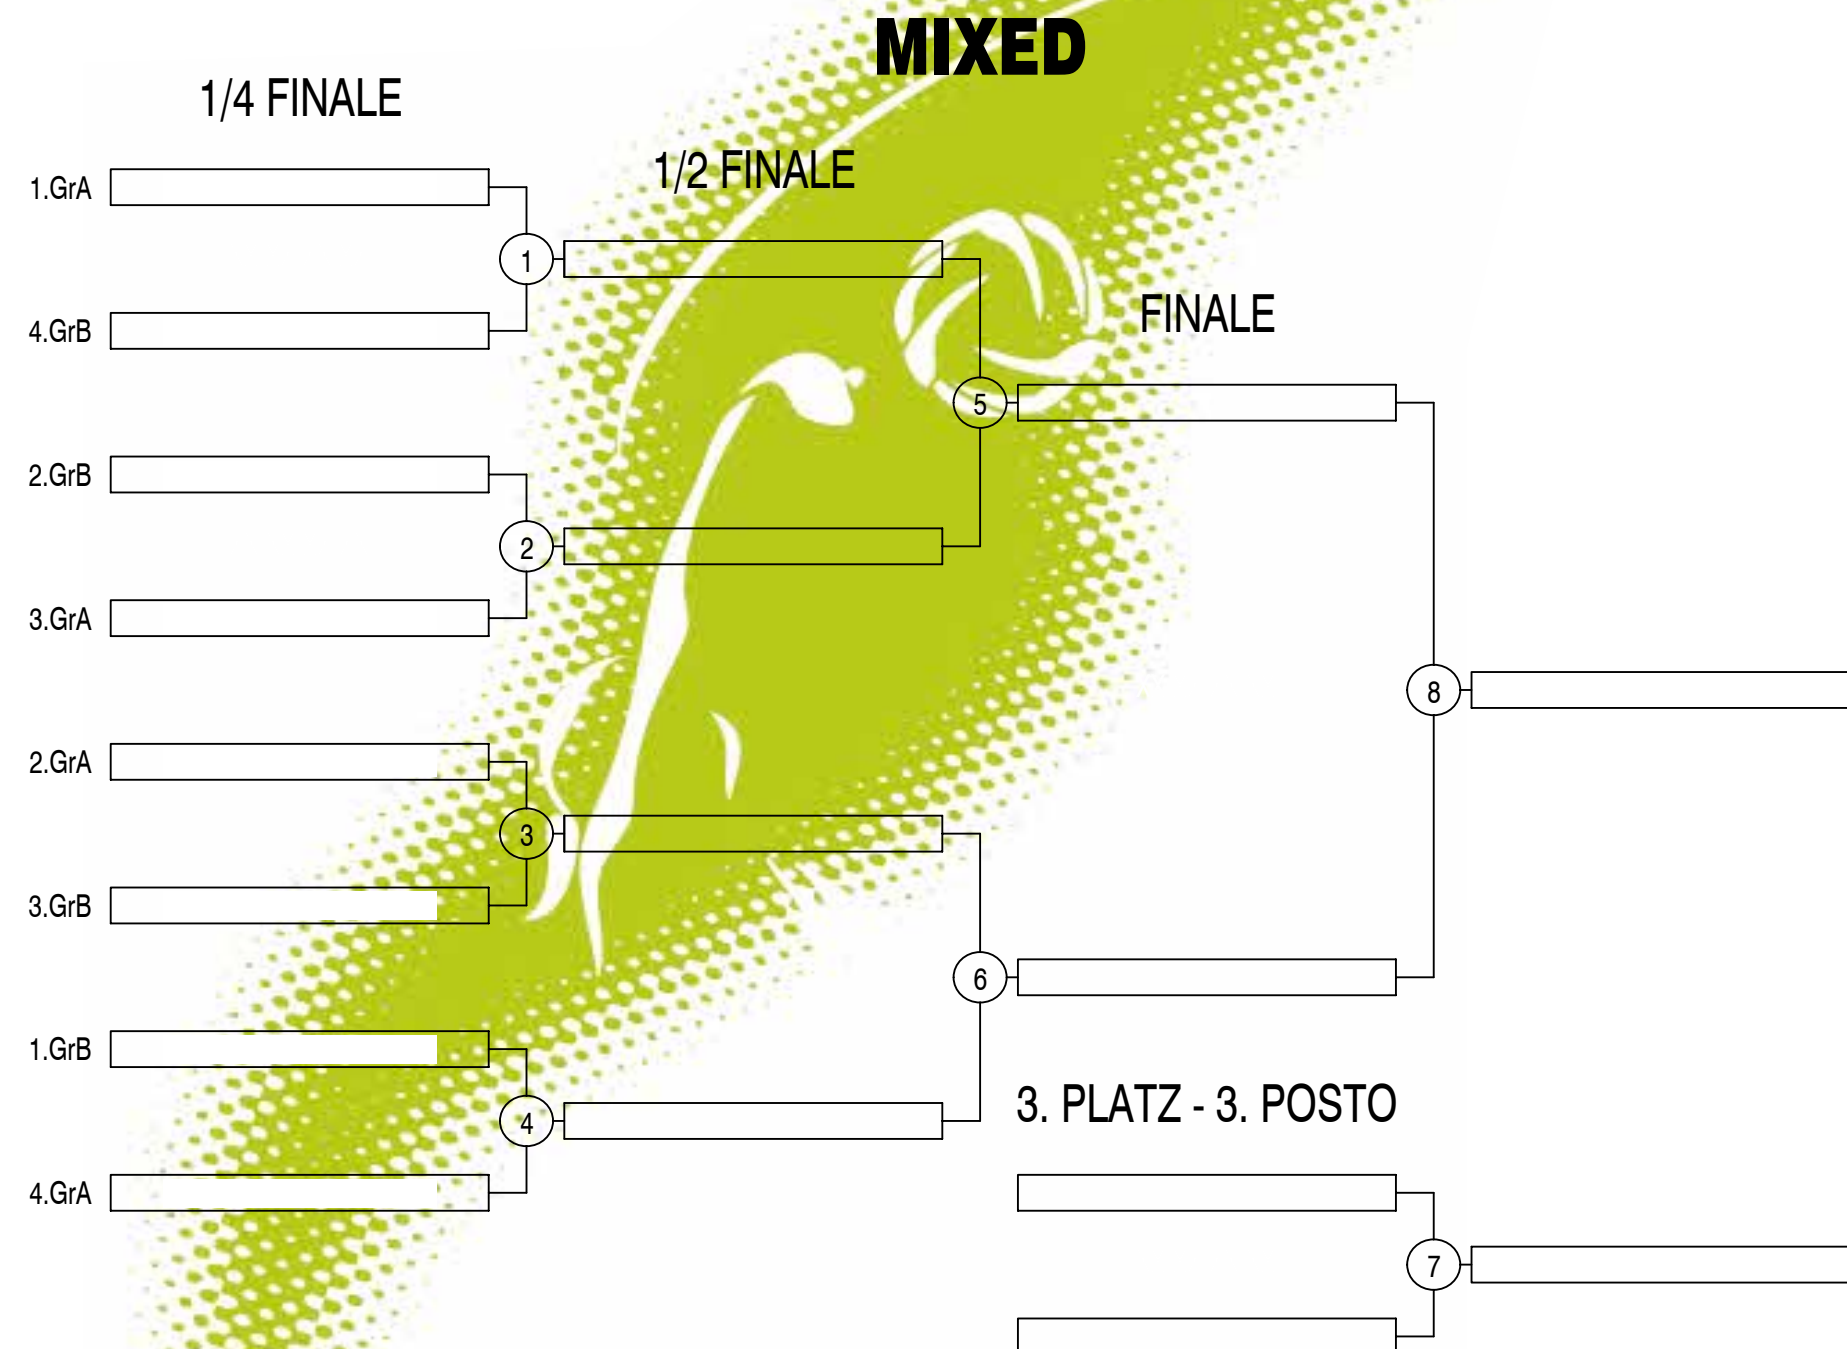 MIXED
1/4 FINALE
1/2 FINALE
FINALE
1.GrA
1
4.GrB
5
2.GrB
2
3.GrA
8
2.GrA
3
3.GrB
6
1.GrB
4
4.GrA
3. PLATZ - 3. POSTO
7